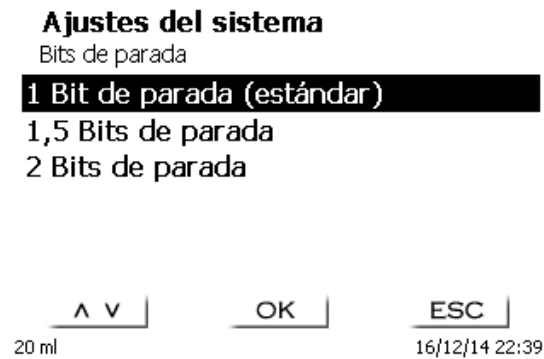 Ajustes del sistema
Bits de parada
1 Bit de parada (estándar)
1,5 Bits de parada
2 Bits de parada
∧ ∨ OK ESC
20 ml 16/12/14 22:39